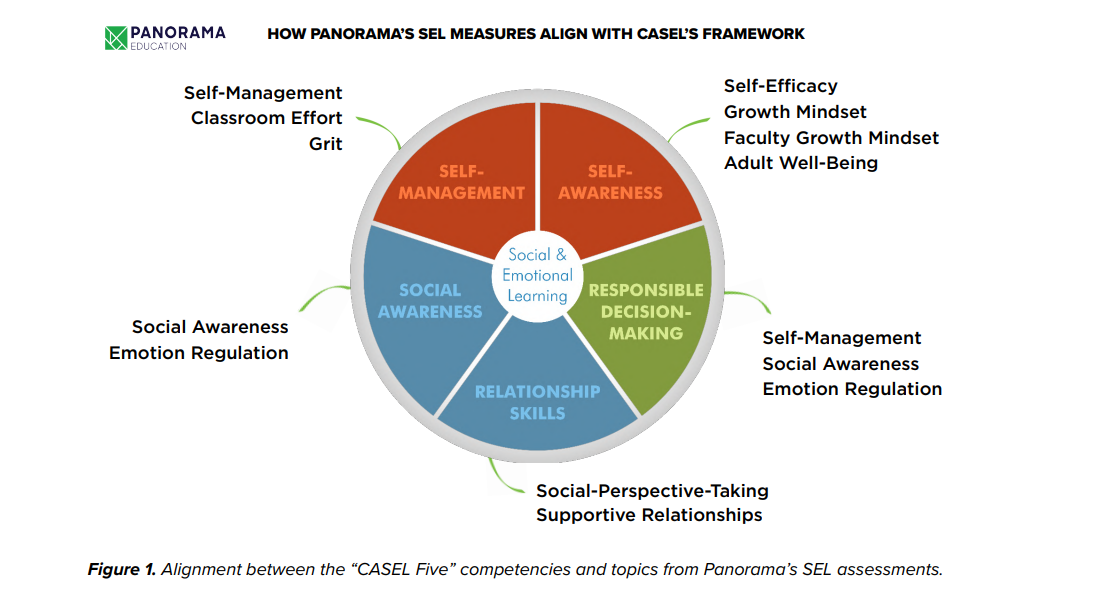 PANORAMA
EDUCATION
HOW PANORAMA'S SEL MEASURES ALIGN WITH CASEL'S FRAMEWORK
Self-Management
Classroom Effort
Grit
Self-Efficacy
Growth Mindset
Faculty Growth Mindset
Adult Well-Being
SELF-
MANAGEMENT
SELF-
AWARENESS
Social &
Emotional
Learning
SOCIAL
AWARENESS
RESPONSIBLE
DECISION-
MAKING
RELATIONSHIP
SKILLS
Social Awareness
Emotion Regulation
Self-Management
Social Awareness
Emotion Regulation
Social-Perspective-Taking
Supportive Relationships
Figure 1. Alignment between the “CASEL Five” competencies and topics from Panorama’s SEL assessments.